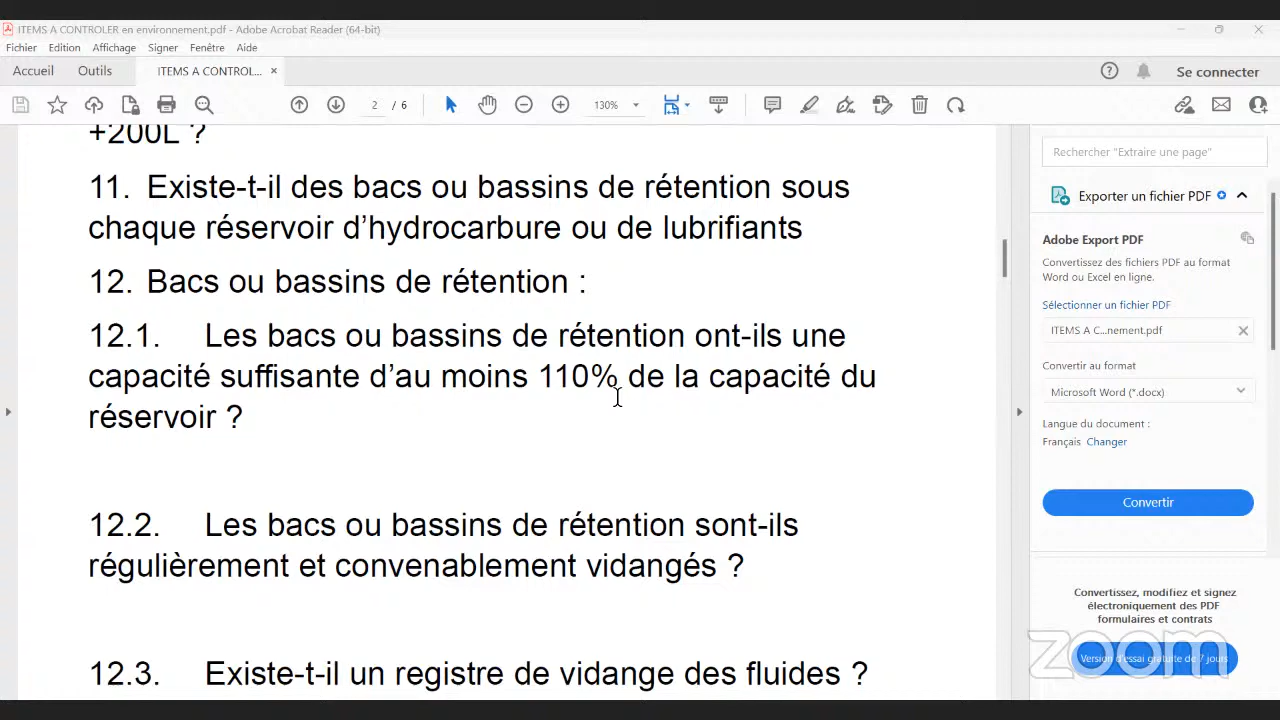 ITEMS A CONTROLER en environnement.pdf - Adobe Acrobat Reader (64-bit)
Fichier Edition Affichage Signer Fenêtre Aide
Accueil Outils ITEMS A CONTROL... × Se connecter
2 / 6 130%
+200L ?
11. Existe-t-il des bacs ou bassins de rétention sous
chaque réservoir d’hydrocarbure ou de lubrifiants
12. Bacs ou bassins de rétention :
12.1. Les bacs ou bassins de rétention ont-ils une
capacité suffisante d’au moins 110% de la capacité du
réservoir ?
12.2. Les bacs ou bassins de rétention sont-ils
régulièrement et convenablement vidangés ?
12.3. Existe-t-il un registre de vidange des fluides ?
Rechercher "Extraire une page"
Exporter un fichier PDF
Adobe Export PDF
Convertissez des fichiers PDF au format
Word ou Excel en ligne.
Sélectionner un fichier PDF
ITEMS A C...nement.pdf
Convertir au format
Microsoft Word (*.docx)
Langue du document :
Français Changer
Convertir
Convertissez, modifiez et signez
électroniquement des PDF
formulaires et contrats
Version d'essai gratuite de 7 jours
zoom